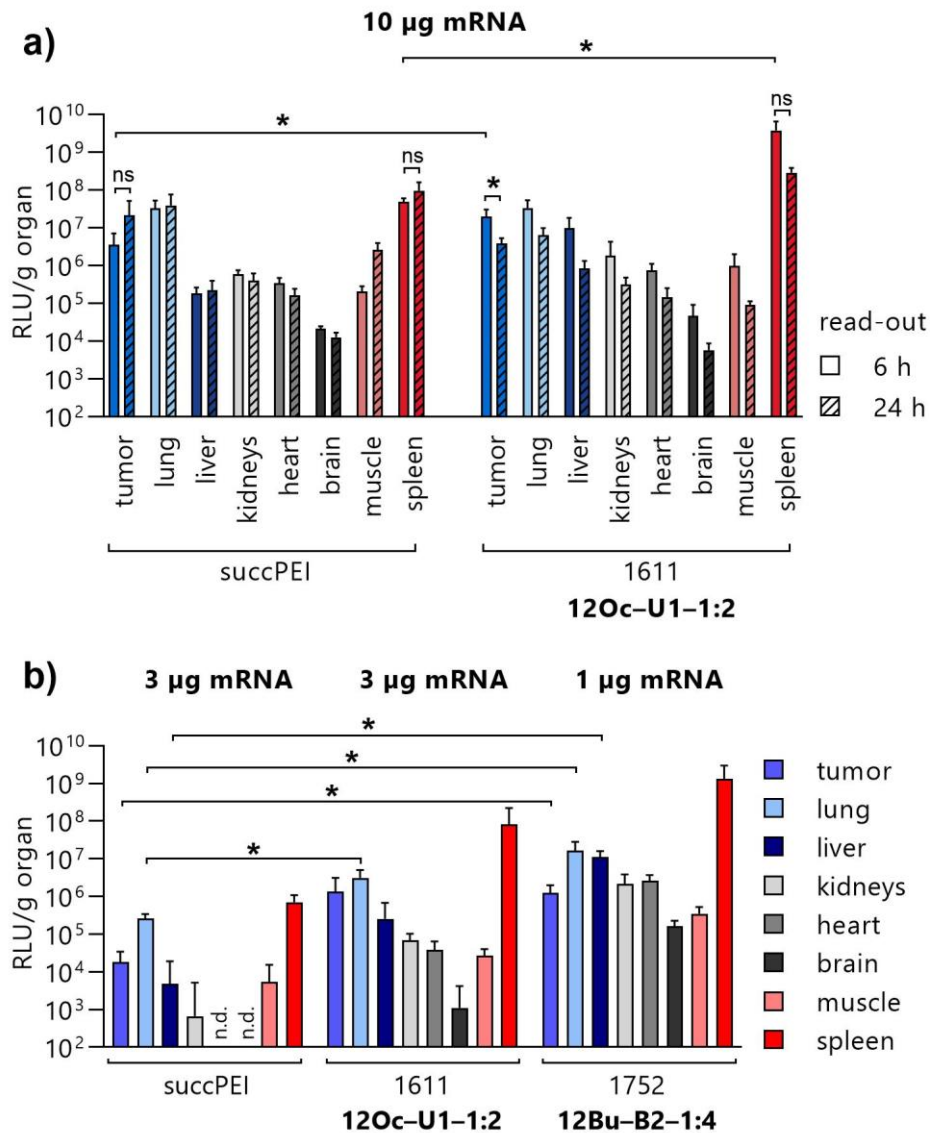 a)
10 µg mRNA
*
*
ns
ns
*
ns
RLU/g organ
10^10
10^9
10^8
10^7
10^6
10^5
10^4
10^3
10^2
read-out
6 h
24 h
tumor
lung
liver
kidneys
heart
brain
muscle
spleen
tumor
lung
liver
kidneys
heart
brain
muscle
spleen
succPEI
1611
12Oc–U1–1:2
b)
3 µg mRNA
3 µg mRNA
1 µg mRNA
*
*
*
*
RLU/g organ
10^10
10^9
10^8
10^7
10^6
10^5
10^4
10^3
10^2
n.d.
n.d.
tumor
lung
liver
kidneys
heart
brain
muscle
spleen
succPEI
1611
1752
12Oc–U1–1:2
12Bu–B2–1:4